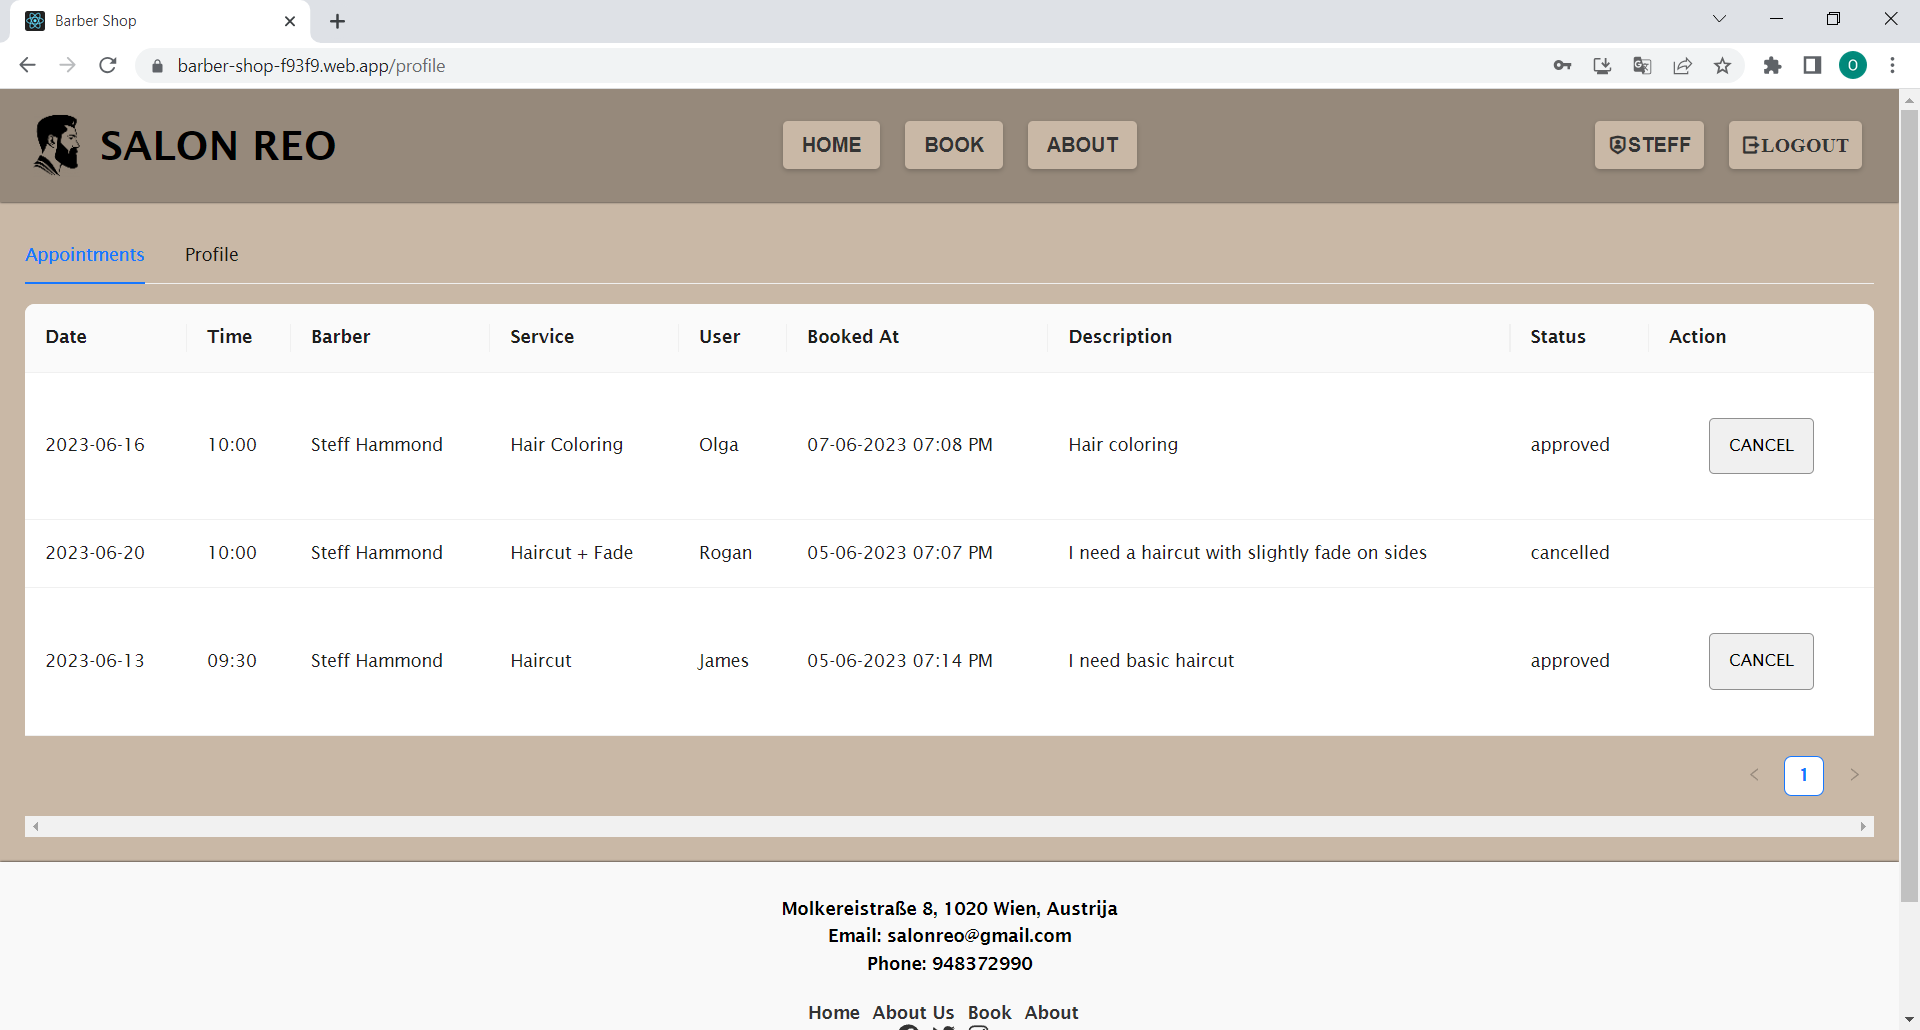 Barber Shop
barber-shop-f93f9.web.app/profile
O
SALON REO
HOME BOOK ABOUT
STEFF LOGOUT
Appointments Profile
Date Time Barber Service User Booked At Description Status Action
2023-06-16 10:00 Steff Hammond Hair Coloring Olga 07-06-2023 07:08 PM Hair coloring approved CANCEL
2023-06-20 10:00 Steff Hammond Haircut + Fade Rogan 05-06-2023 07:07 PM I need a haircut with slightly fade on sides cancelled
2023-06-13 09:30 Steff Hammond Haircut James 05-06-2023 07:14 PM I need basic haircut approved CANCEL
1
Molkereistraße 8, 1020 Wien, Austrija
Email: salonreo@gmail.com
Phone: 948372990
Home About Us Book About